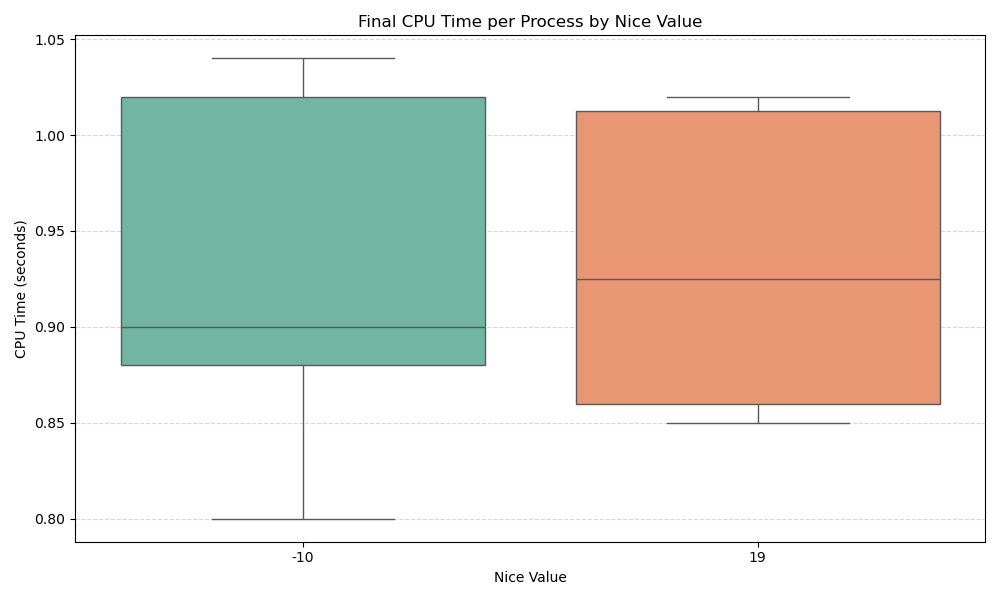 Final CPU Time per Process by Nice Value
CPU Time (seconds)
1.05
1.00
0.95
0.90
0.85
0.80
-10
19
Nice Value